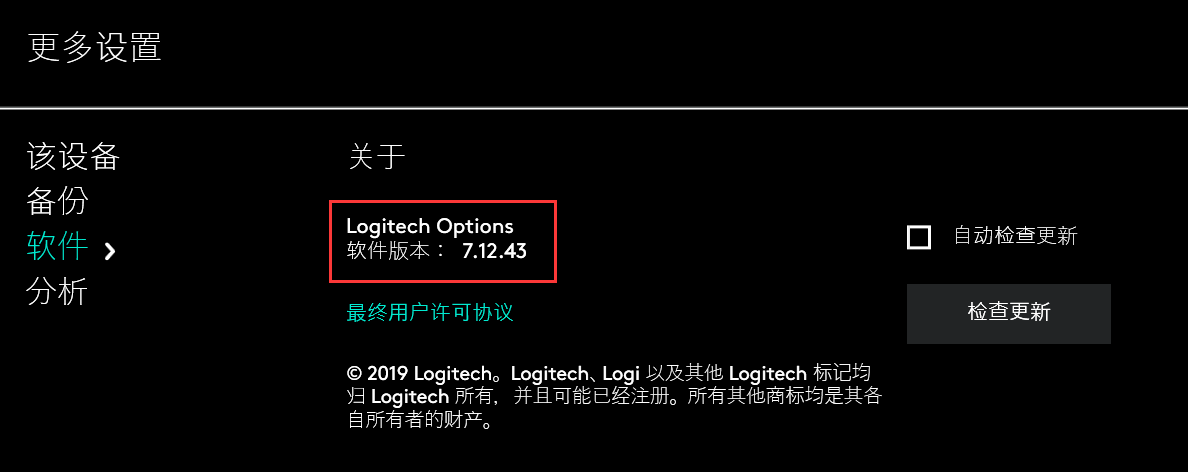 更多设置
该设备
备份
软件
分析
关于
Logitech Options
软件版本： 7.12.43
最终用户许可协议
© 2019 Logitech。Logitech、Logi 以及其他 Logitech 标记均
归 Logitech 所有，并且可能已经注册。所有其他商标均是其各
自所有者的财产。
自动检查更新
检查更新